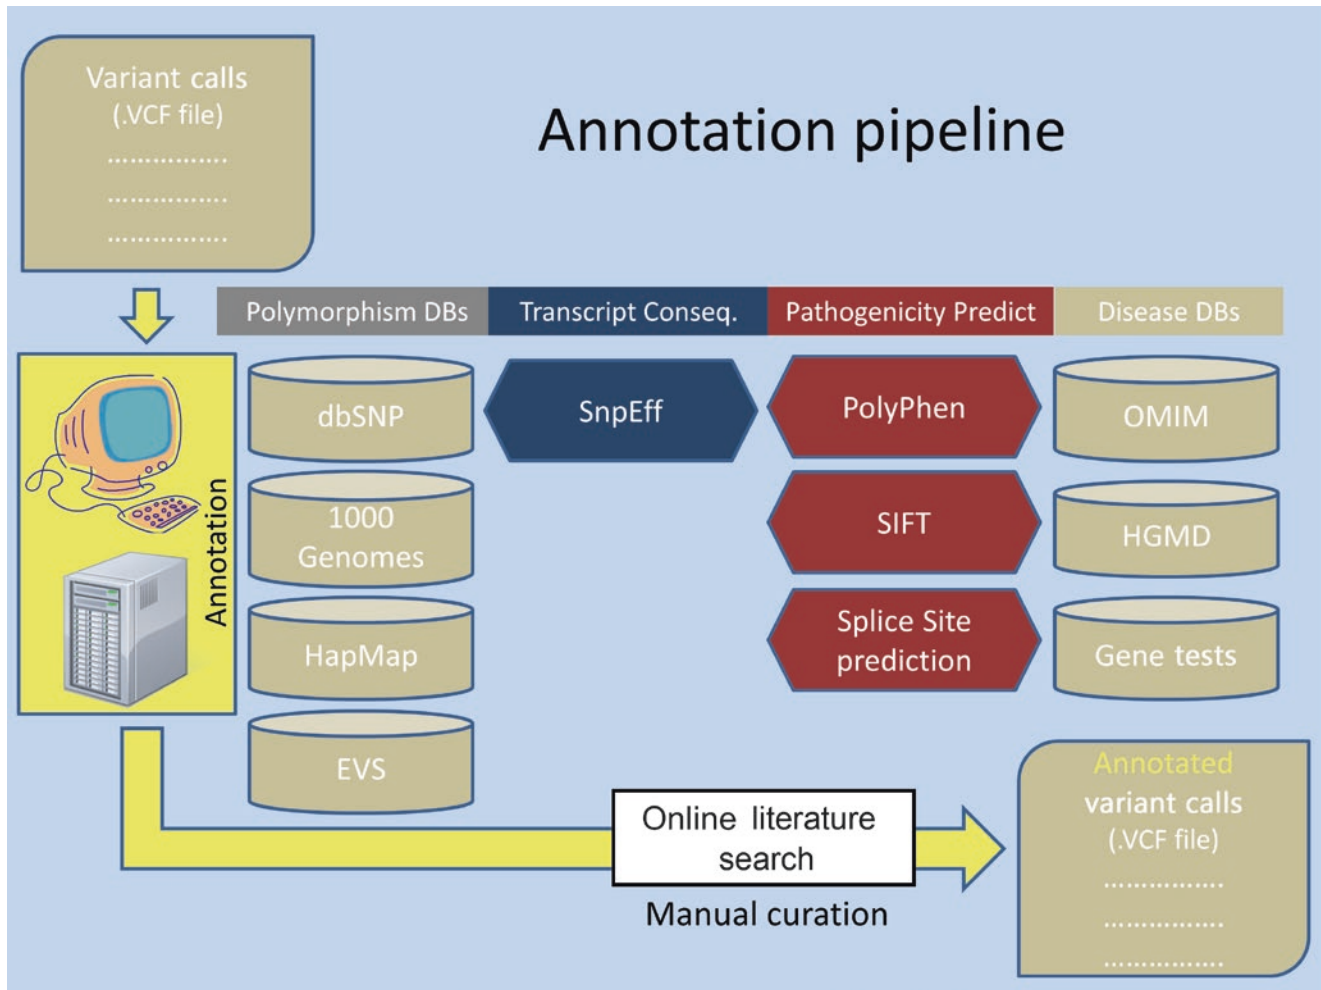 Variant calls
(.VCF file)
................
................
................
Annotation pipeline
Polymorphism DBs
Transcript Conseq.
Pathogenicity Predict
Disease DBs
Annotation
dbSNP
1000
Genomes
HapMap
EVS
SnpEff
PolyPhen
SIFT
Splice Site
prediction
OMIM
HGMD
Gene tests
Online literature
search
Manual curation
Annotated
variant calls
(.VCF file)
................
................
................